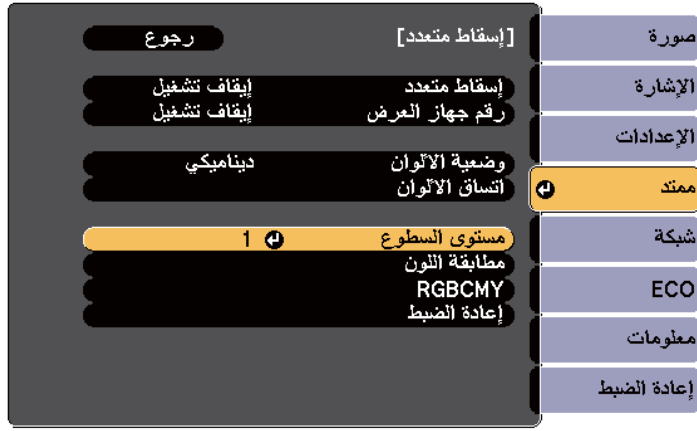 صورة
الإشارة
الإعدادات
ممتد
شبكة
ECO
معلومات
إعادة الضبط
[إسقاط متعدد] رجوع
إسقاط متعدد إيقاف تشغيل
رقم جهاز العرض إيقاف تشغيل
وضعية الألوان ديناميكي
اتساق الألوان
مستوى السطوع 1
مطابقة اللون
RGBCMY
إعادة الضبط